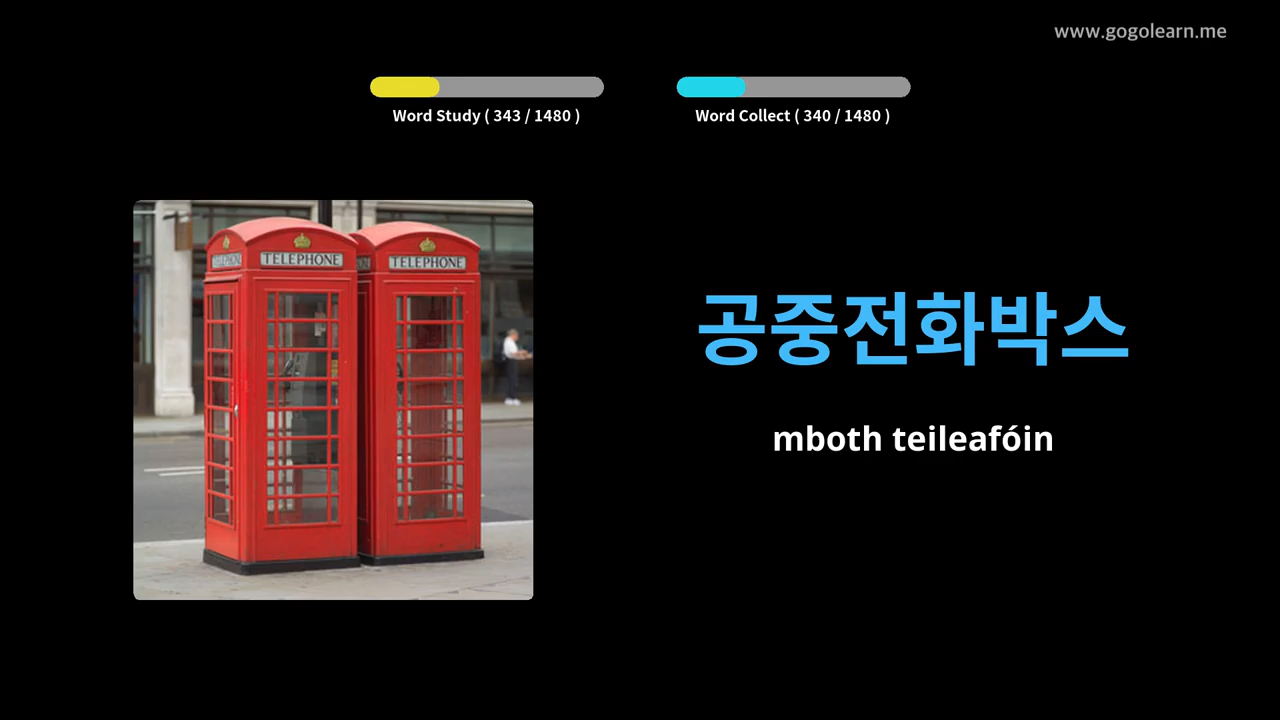 www.gogolearn.me
Word Study ( 343 / 1480 )
Word Collect ( 340 / 1480 )
TELEPHONE
TELEPHONE
공중전화박스
mboth teileafóin